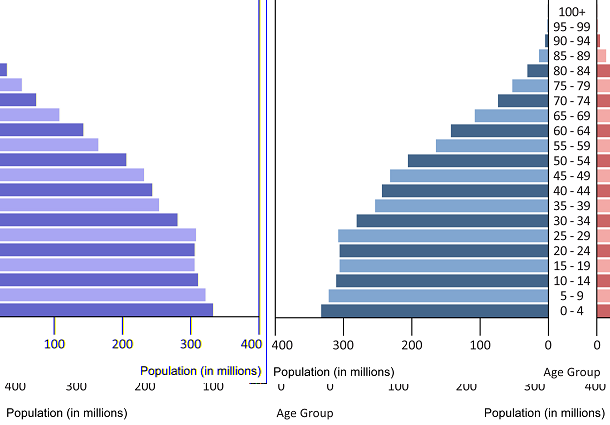 100+
95 - 99
90 - 94
85 - 89
80 - 84
75 - 79
70 - 74
65 - 69
60 - 64
55 - 59
50 - 54
45 - 49
40 - 44
35 - 39
30 - 34
25 - 29
20 - 24
15 - 19
10 - 14
5 - 9
0 - 4
100 200 300 400 400 300 200 100 0 0
Population (in millions) Population (in millions) Age Group
400 300 200 100 0 0 100 200 300 400
Population (in millions) Age Group Population (in millions)